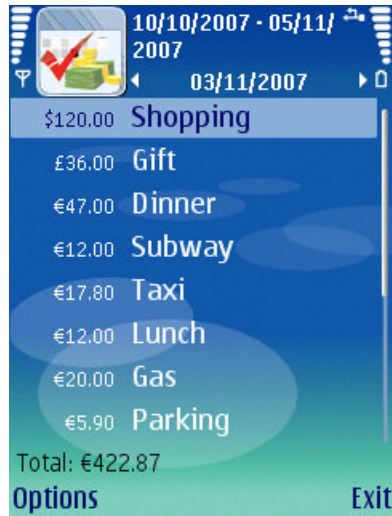 10/10/2007 - 05/11/
2007
03/11/2007
$120.00 Shopping
£36.00 Gift
€47.00 Dinner
€12.00 Subway
€17.80 Taxi
€12.00 Lunch
€20.00 Gas
€5.90 Parking
Total: €422.87
Options Exit